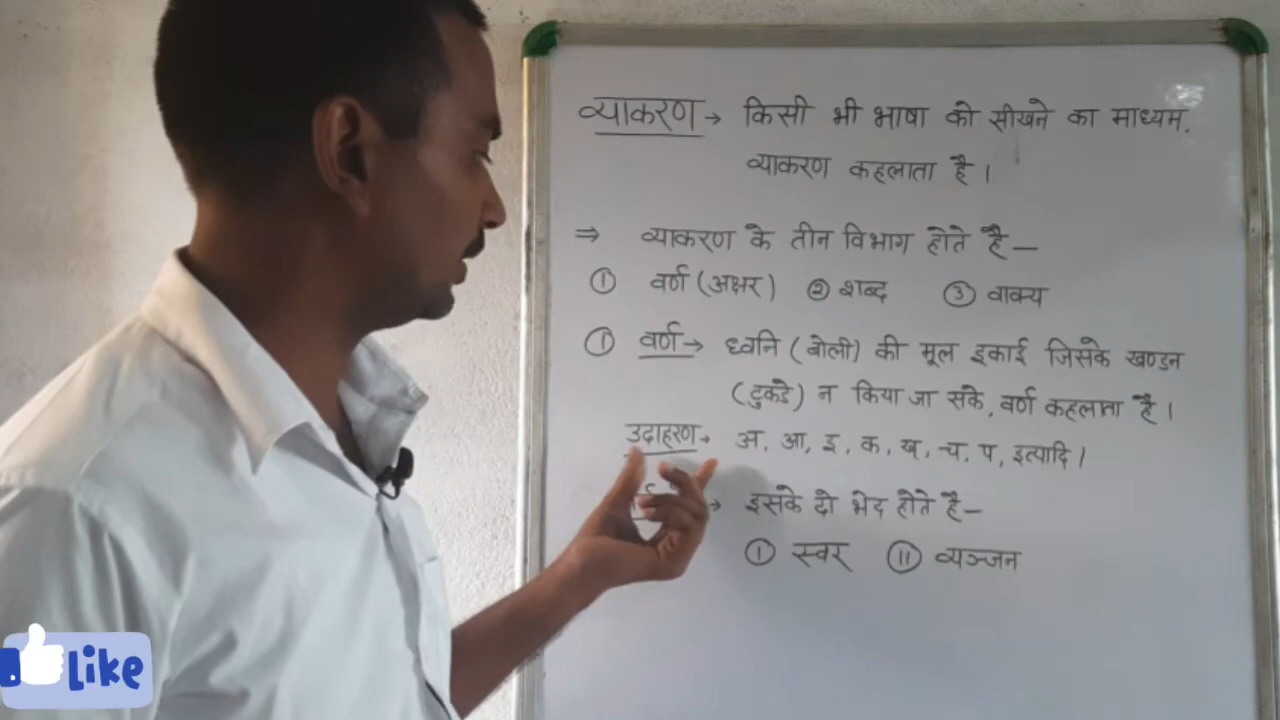 व्याकरण → किसी भी भाषा को सीखने का माध्यम,
व्याकरण कहलाता है।
⇒ व्याकरण के तीन विभाग होते है —
① वर्ण (अक्षर) ② शब्द ③ वाक्य
① वर्ण → ध्वनि (बोली) की मूल इकाई जिसके खण्डन
(टुकडे) न किया जा सके, वर्ण कहलाता है।
उदाहरण → अ, आ, इ, क, ख, च, प, इत्यादि।
→ इसके दो भेद होते है —
① स्वर ⑪ व्यञ्जन
Like